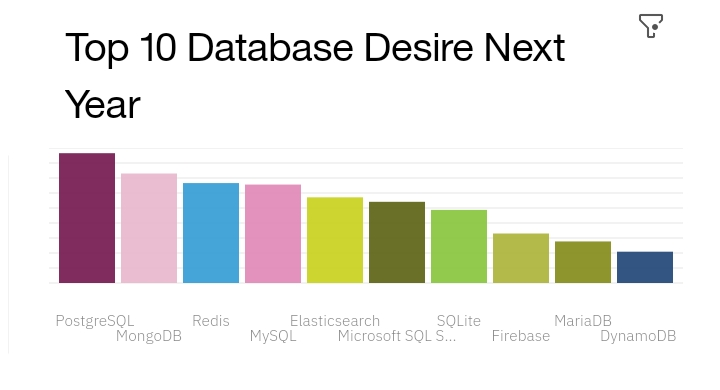 Top 10 Database Desire Next
Year
PostgreSQL
MongoDB
Redis
MySQL
Elasticsearch
Microsoft SQL S...
SQLite
Firebase
MariaDB
DynamoDB